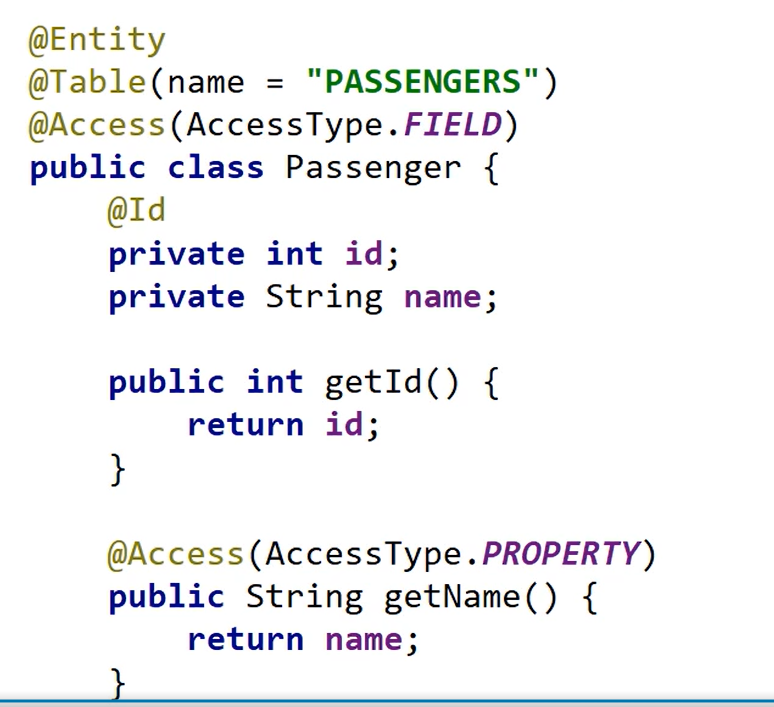 @Entity
@Table(name = "PASSENGERS")
@Access(AccessType.FIELD)
public class Passenger {
@Id
private int id;
private String name;
public int getId() {
return id;
}
@Access(AccessType.PROPERTY)
public String getName() {
return name;
}